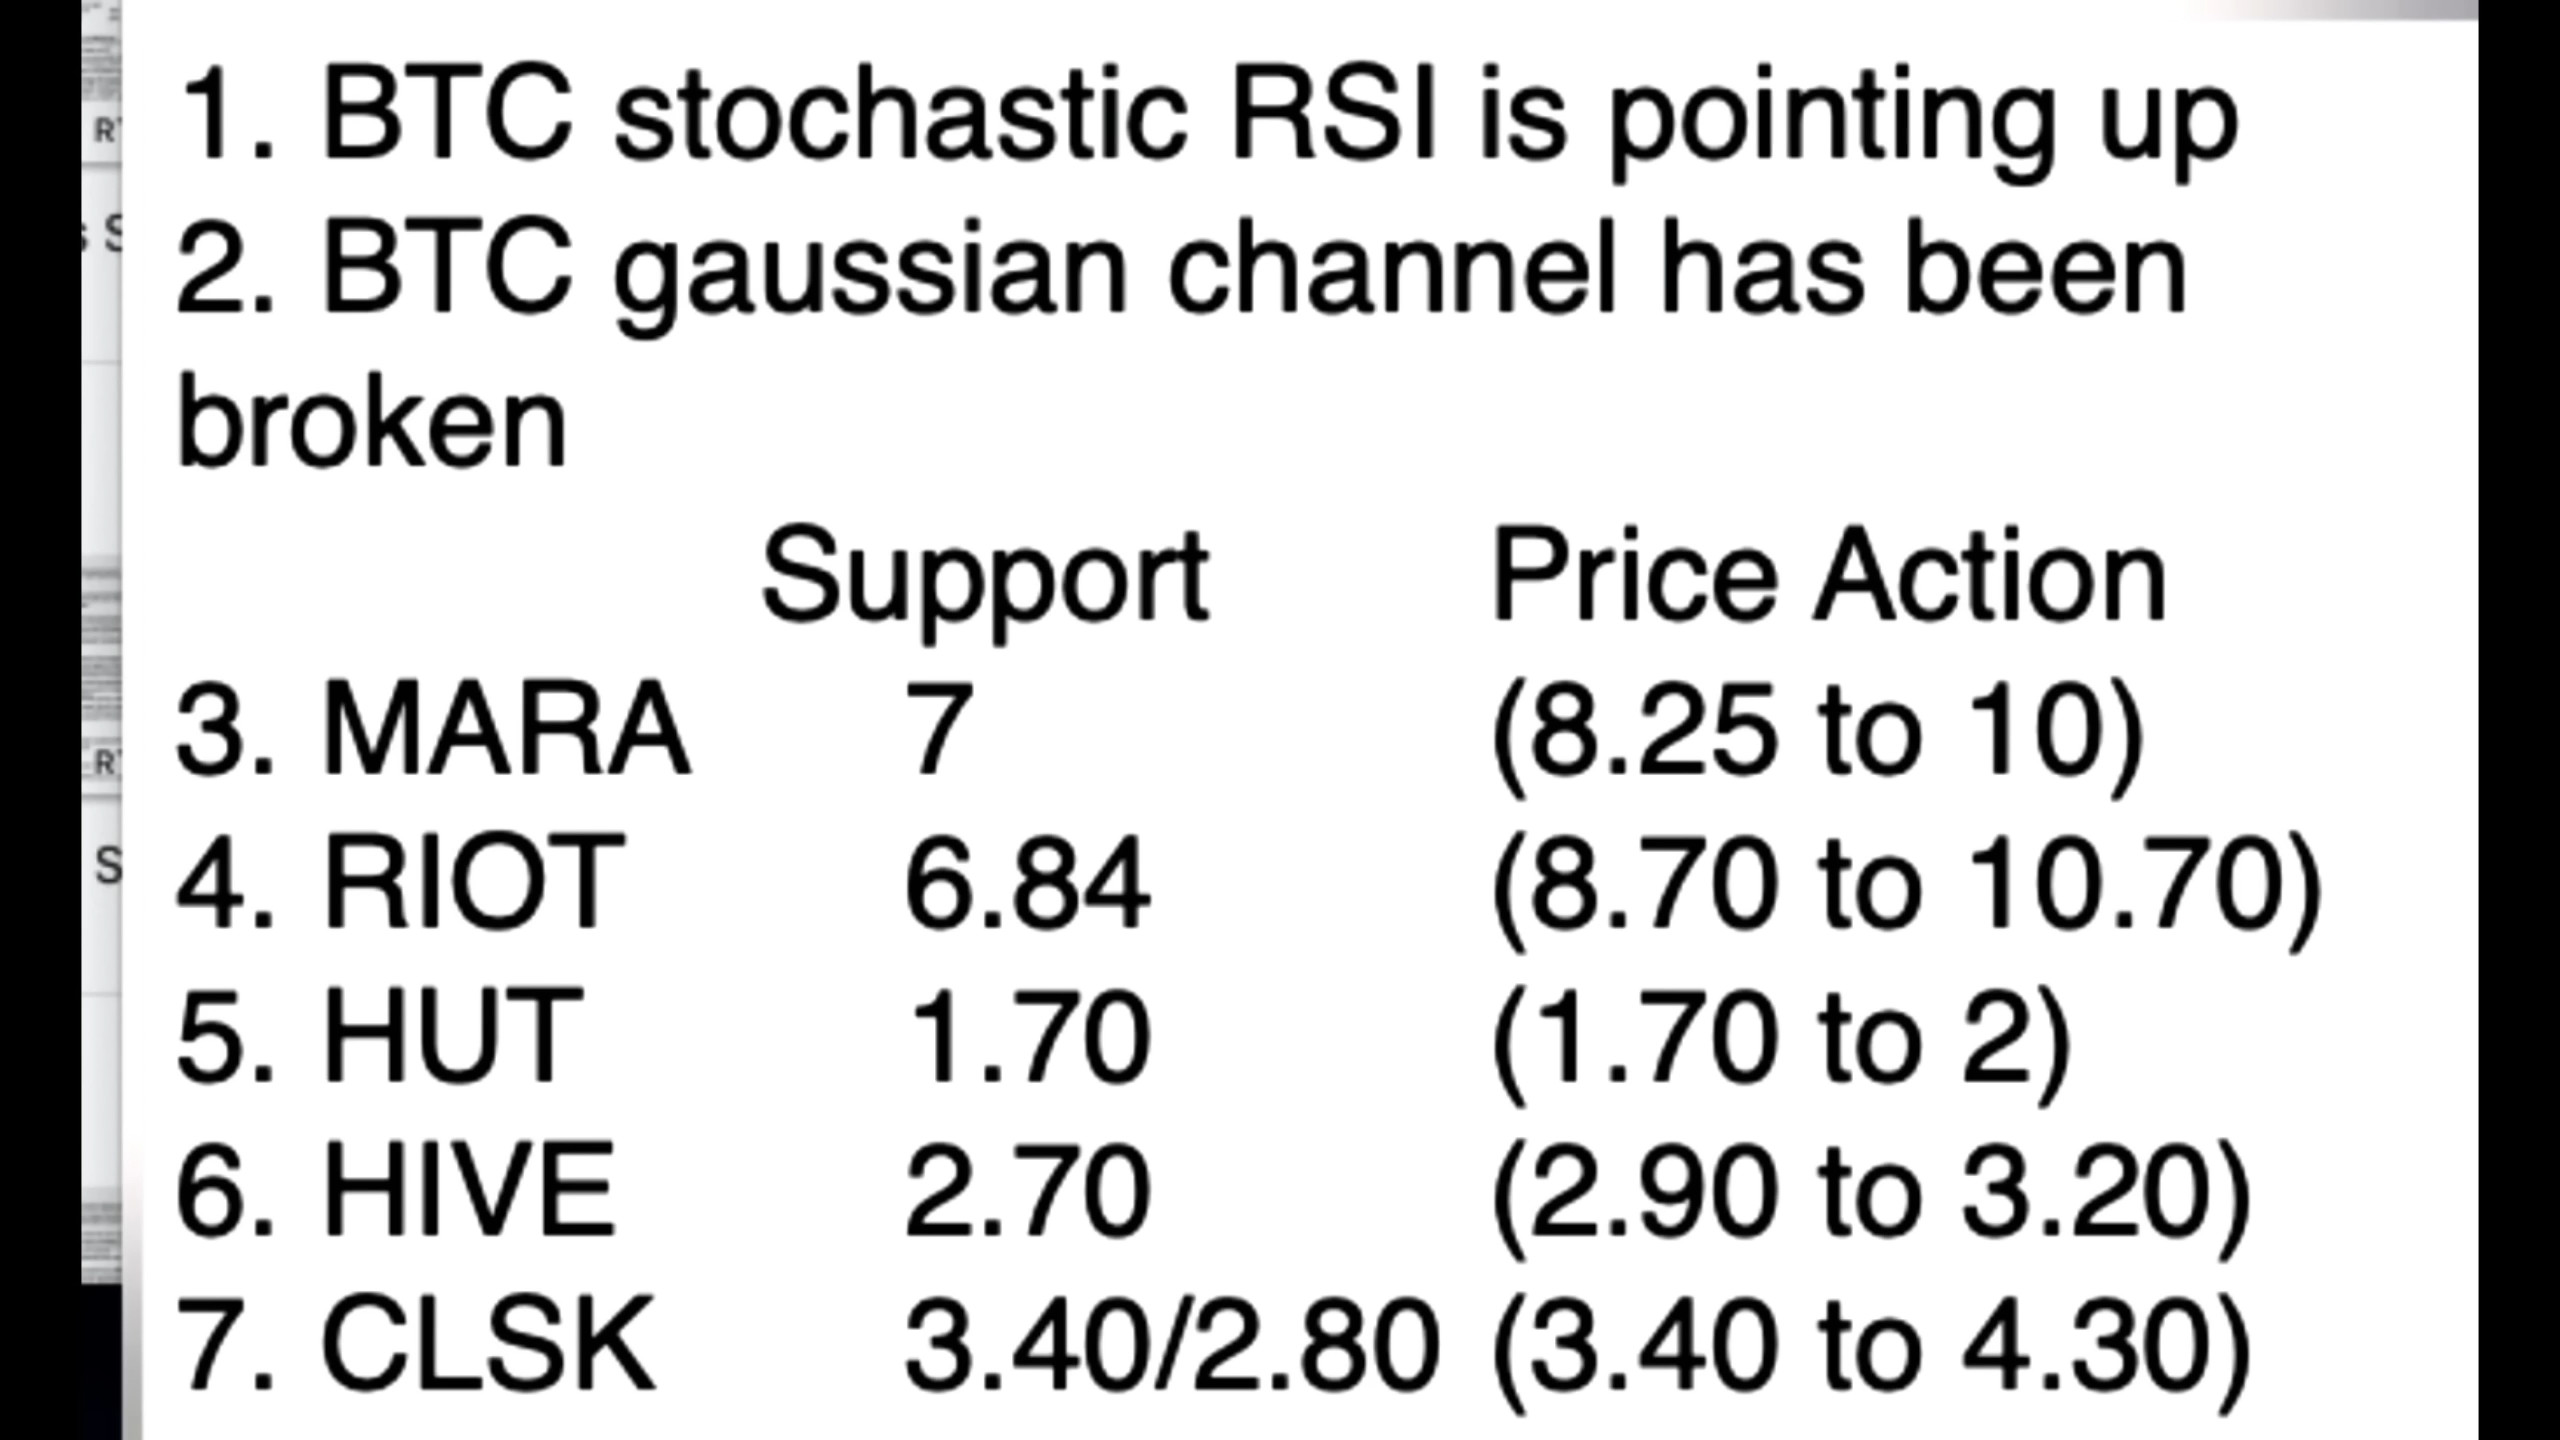 1. BTC stochastic RSI is pointing up
2. BTC gaussian channel has been
broken
Support Price Action
3. MARA 7 (8.25 to 10)
4. RIOT 6.84 (8.70 to 10.70)
5. HUT 1.70 (1.70 to 2)
6. HIVE 2.70 (2.90 to 3.20)
7. CLSK 3.40/2.80 (3.40 to 4.30)